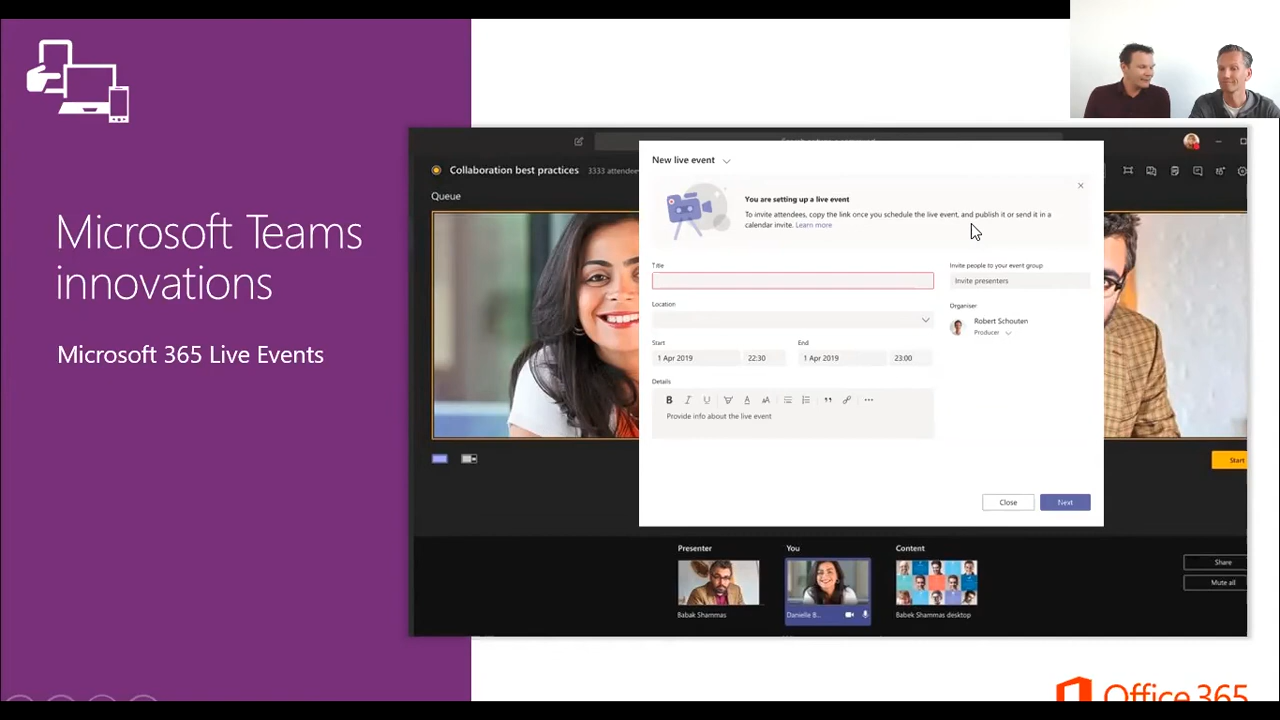 Microsoft Teams
innovations
Microsoft 365 Live Events
Collaboration best practices
3333 attendee
Queue
New live event
You are setting up a live event
To invite attendees, copy the link once you schedule the live event, and publish it or send it in a
calendar invite. Learn more
Title
Invite people to your event group
Invite presenters
Location
Organiser
Robert Schouten
Producer
Start
End
1 Apr 2019
22:30
1 Apr 2019
23:00
Details
B I U
Provide info about the live event
Close
Next
Start
Presenter
You
Content
Babak Shammas
Danielle B...
Babek Shammas desktop
Share
Mute all
Office 365